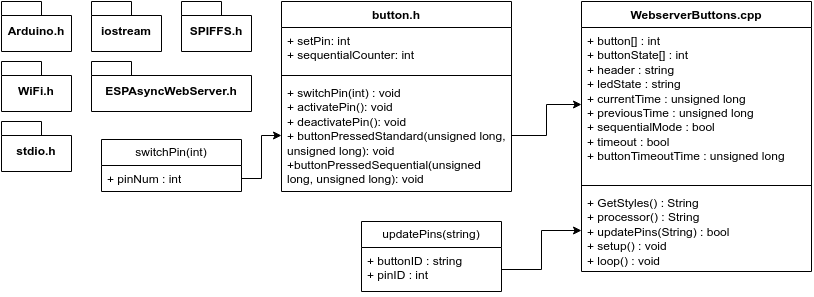 Arduino.h
iostream
SPIFFS.h
WiFi.h
ESPAsyncWebServer.h
stdio.h
switchPin(int)
+ pinNum : int
button.h
+ setPin: int
+ sequentialCounter: int
+ switchPin(int) : void
+ activatePin(): void
+ deactivatePin(): void
+ buttonPressedStandard(unsigned long,
unsigned long): void
+buttonPressedSequential(unsigned
long, unsigned long): void
updatePins(string)
+ buttonID : string
+ pinID : int
WebserverButtons.cpp
+ button[] : int
+ buttonState[] : int
+ header : string
+ ledState : string
+ currentTime : unsigned long
+ previousTime : unsigned long
+ sequentialMode : bool
+ timeout : bool
+ buttonTimeoutTime : unsigned long
+ GetStyles() : String
+ processor() : String
+ updatePins(String) : bool
+ setup() : void
+ loop() : void